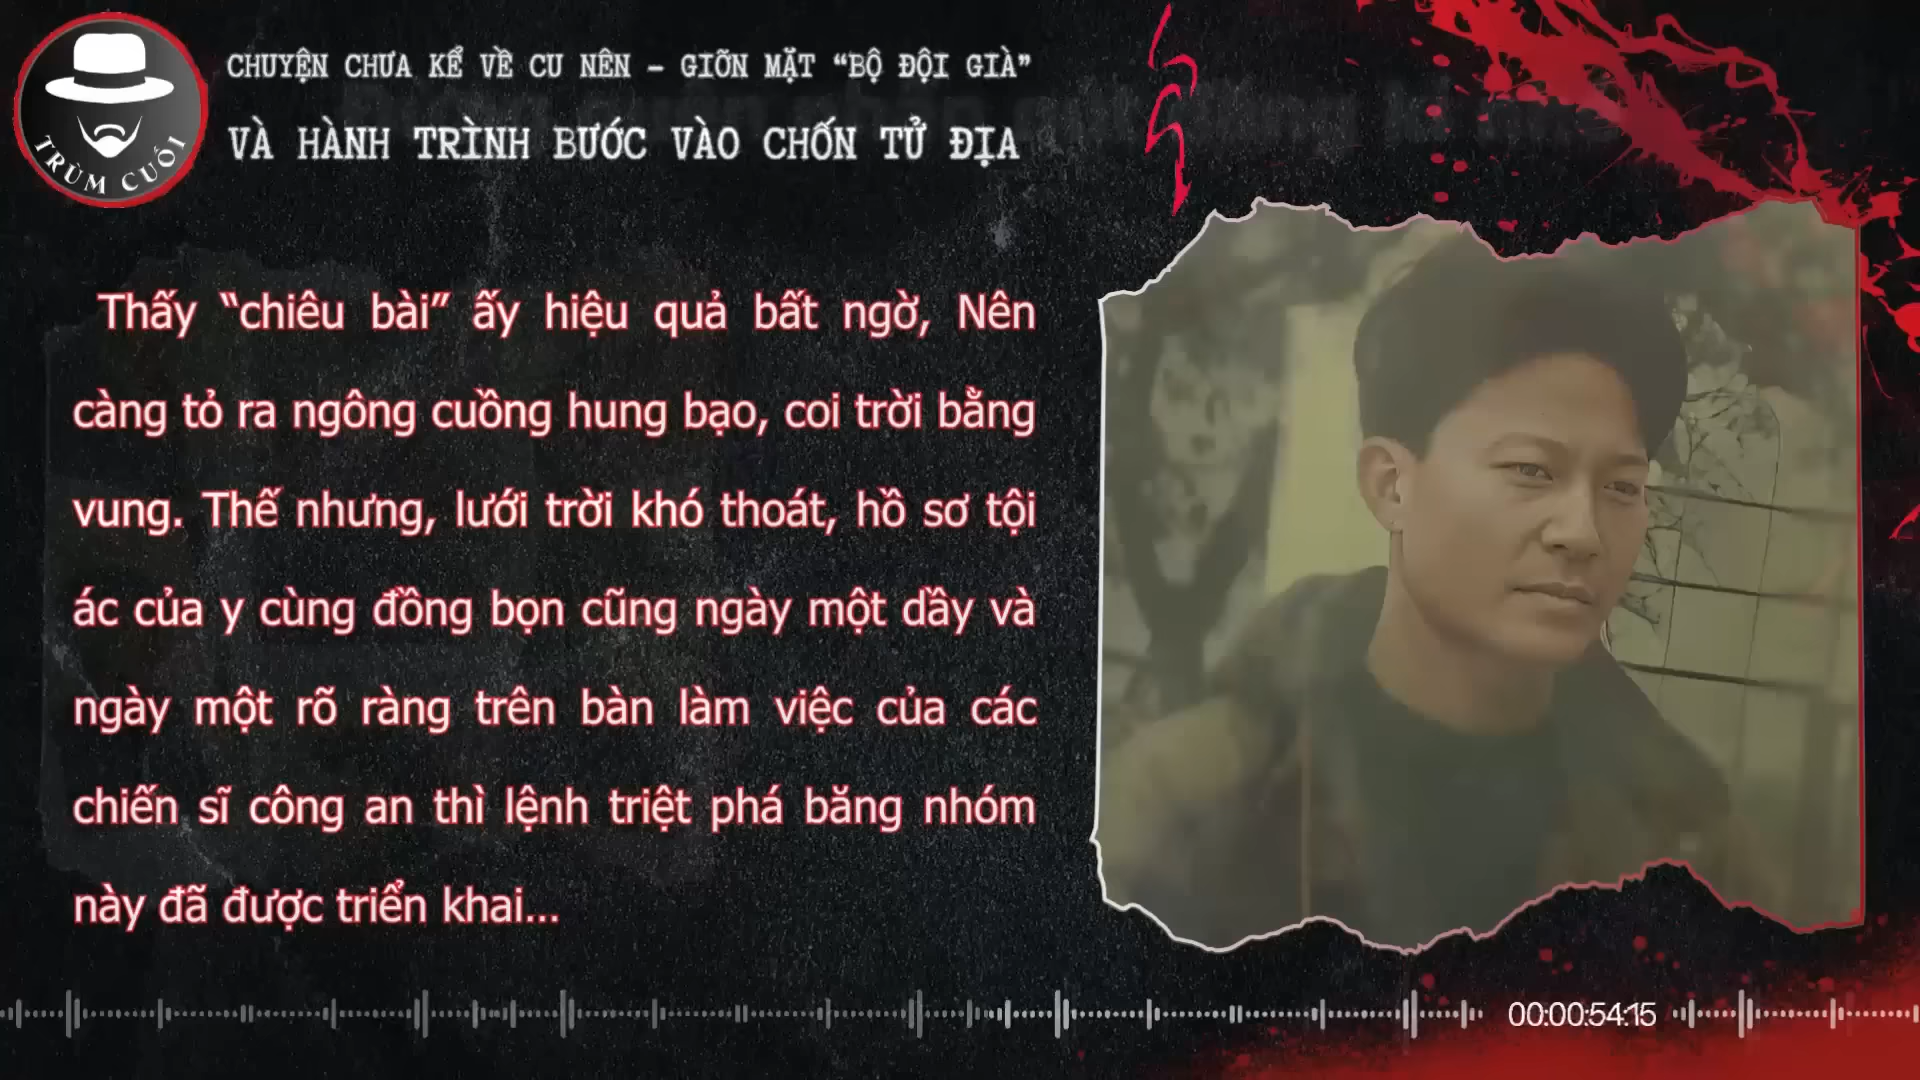 TRÙM CUỐI
CHUYỆN CHƯA KỂ VỀ CU NÊN – GIỠN MẶT “BỘ ĐỘI GIÀ”
VÀ HÀNH TRÌNH BƯỚC VÀO CHỐN TỬ ĐỊA
Thấy “chiêu bài” ấy hiệu quả bất ngờ, Nên
càng tỏ ra ngông cuồng hung bạo, coi trời bằng
vung. Thế nhưng, lưới trời khó thoát, hồ sơ tội
ác của y cùng đồng bọn cũng ngày một dầy và
ngày một rõ ràng trên bàn làm việc của các
chiến sĩ công an thì lệnh triệt phá băng nhóm
này đã được triển khai...
00:00:54:15